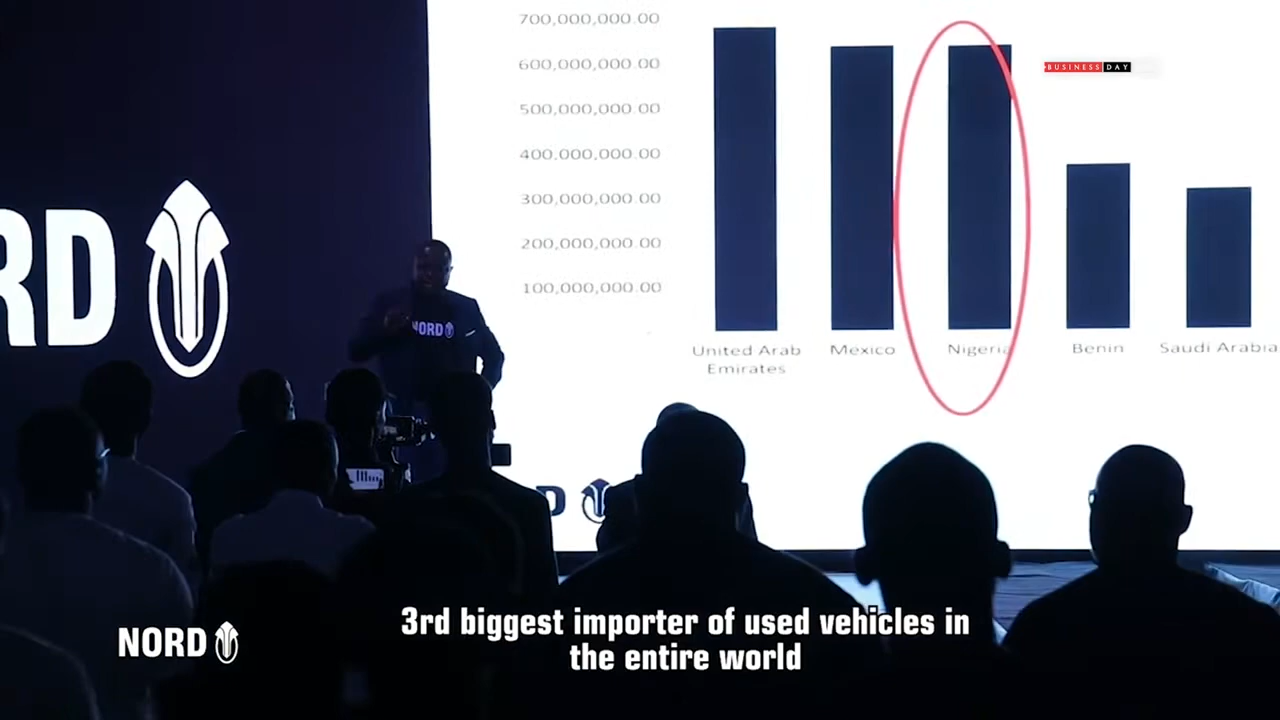 700,000,000.00
600,000,000.00
500,000,000.00
400.000,000.00
300,000,000.00
200,000,000.00
100,000,000.00
United Arab
Emirates
Mexico
Nigeria
Benin
Saudi Arabia
BUSINESS DAY
RD
NORD
D
3rd biggest importer of used vehicles in
the entire world
NORD